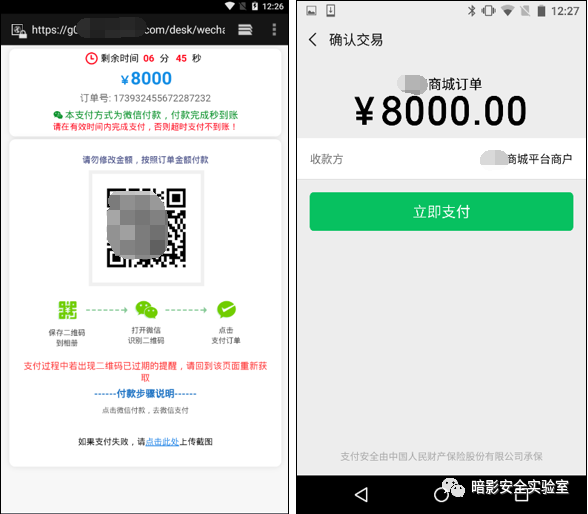 12:26
https://g
.com/desk/wecha
剩余时间 06 分 45 秒
¥8000
订单号: 173932455672287232
本支付方式为微信付款，付款完成秒到账
请在有效时间内完成支付，否则超时支付不到账！
请勿修改金额，按照订单金额付款
保存二维码
到相册
打开微信
识别二维码
点击
支付订单
支付过程中若出现二维码已过期的提醒，请回到该页面重新获
取
------付款步骤说明------
点击微信付款，去微信支付
如果支付失败，请点击此处上传截图
12:27
确认交易
商城订单
¥8000.00
收款方
商城平台商户
立即支付
支付安全由中国人民财产保险股份有限公司承保
暗影安全实验室